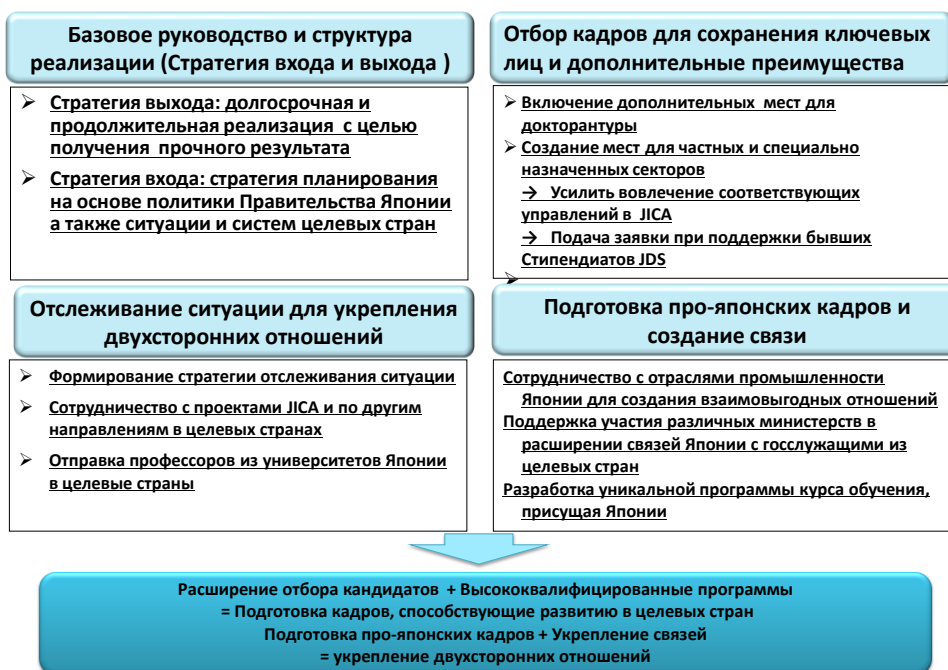 Базовое руководство и структура
реализации (Стратегия входа и выхода )
➢ Стратегия выхода: долгосрочная и
продолжительная реализация с целью
получения прочного результата
➢ Стратегия входа: стратегия планирования
на основе политики Правительства Японии
а также ситуации и систем целевых стран
Отбор кадров для сохранения ключевых
лиц и дополнительные преимущества
➢ Включение дополнительных мест для
докторантуры
➢ Создание мест для частных и специально
назначенных секторов
→ Усилить вовлечение соответствующих
управлений в JICA
→ Подача заявки при поддержки бывших
Стипендиатов JDS
➢
Отслеживание ситуации для укрепления
двухсторонних отношений
➢ Формирование стратегии отслеживания ситуации
➢ Сотрудничество с проектами JICA и по другим
направлениям в целевых странах
➢ Отправка профессоров из университетов Японии
в целевые страны
Подготовка про-японских кадров и
создание связи
Сотрудничество с отраслями промышленности
Японии для создания взаимовыгодных отношений
Поддержка участия различных министерств в
расширении связей Японии с госслужащими из
целевых стран
Разработка уникальной программы курса обучения,
присущая Японии
Расширение отбора кандидатов + Высококвалифицированные программы
= Подготовка кадров, способствующие развитию в целевых стран
Подготовка про-японских кадров + Укрепление связей
= укрепление двухсторонних отношений